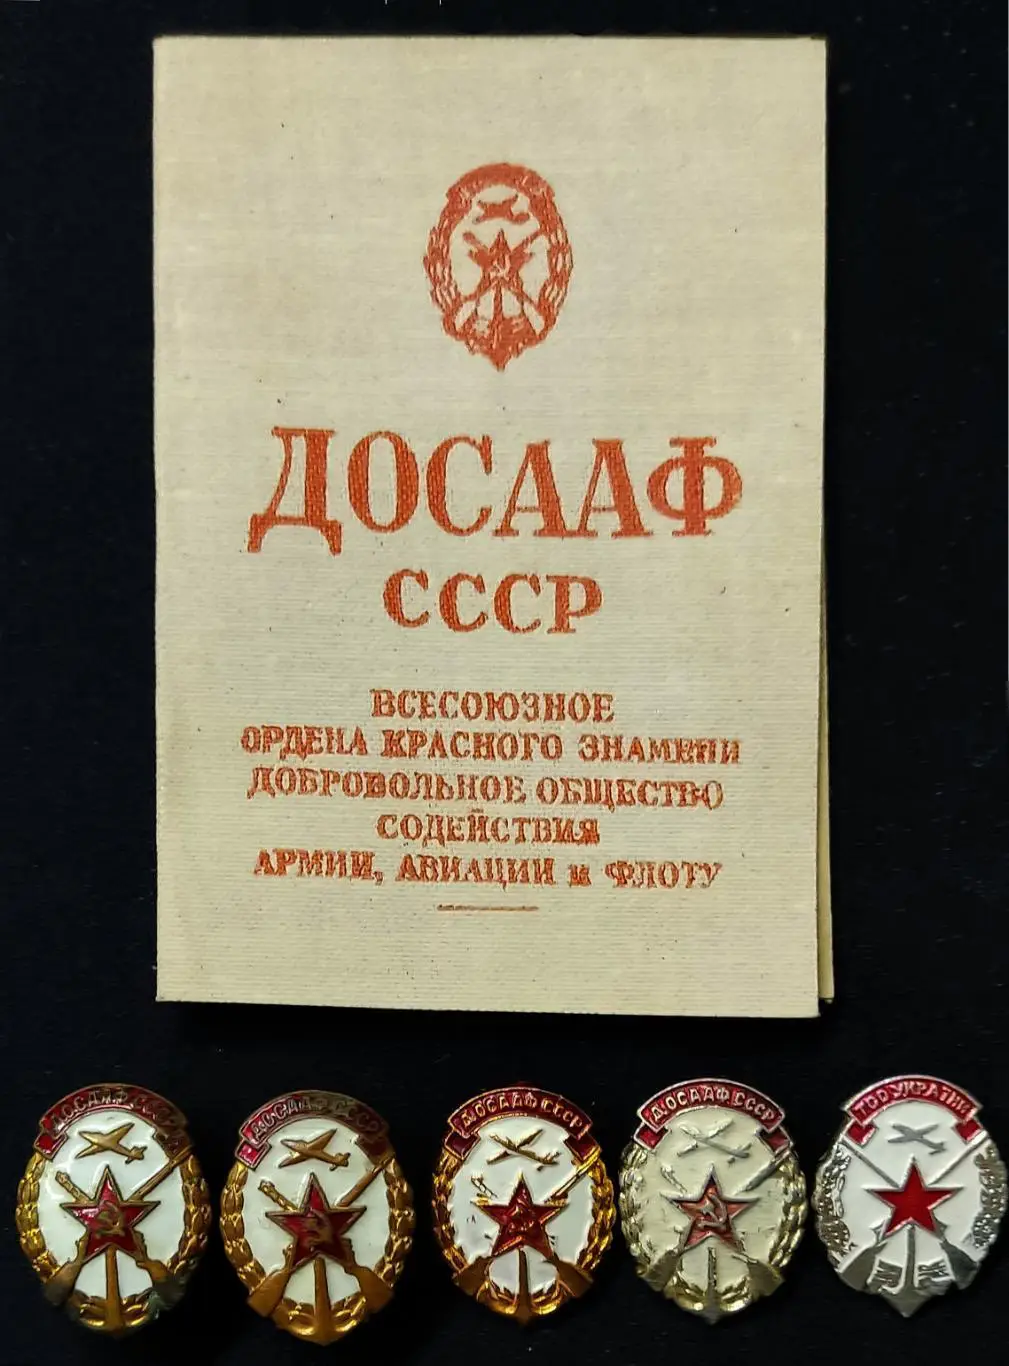 ДОСААФ
СССР
ВСЕСОЮЗНОЕ
ОРДЕНА КРАСНОГО ЗНАМЕНИ
ДОБРОВОЛЬНОЕ ОБЩЕСТВО
СОДЕЙСТВИЯ
АРМИИ, АВИАЦИИ и ФЛОТУ
ДОСААФ СССР
ДОСААФ СССР
ДОСААФ СССР
ДОСААФ СССР
ТСО УКРАЇНИ